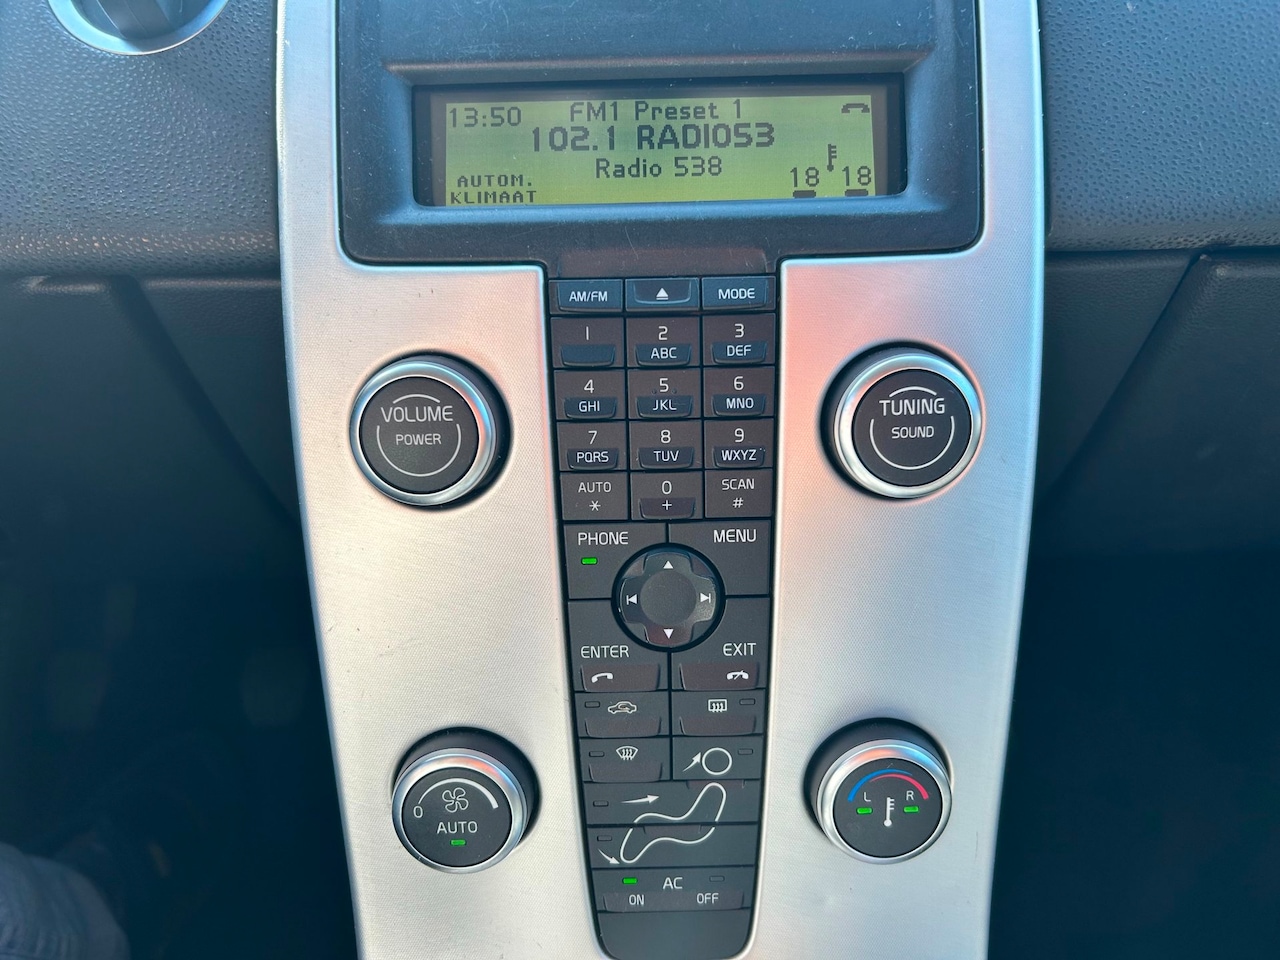 13:50 FM1 Preset 1
102.1 RADIO53
Radio 538
AUTOM. 18 18
KLIMAAT
AM/FM MODE
1 2 3
ABC DEF
4 5 6
GHI JKL MNO
7 8 9
PQRS TUV WXYZ
AUTO 0 SCAN
* + #
VOLUME
POWER
TUNING
SOUND
PHONE MENU
ENTER EXIT
0
AUTO
L R
AC
ON OFF